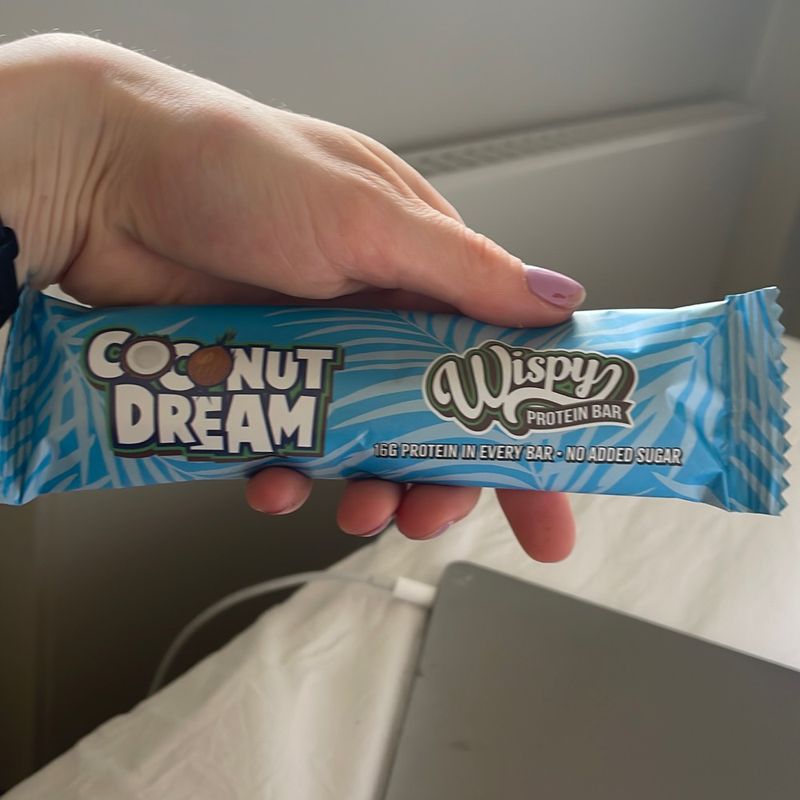 COCONUT
DREAM
Wispy
PROTEIN BAR
16G PROTEIN IN EVERY BAR • NO ADDED SUGAR